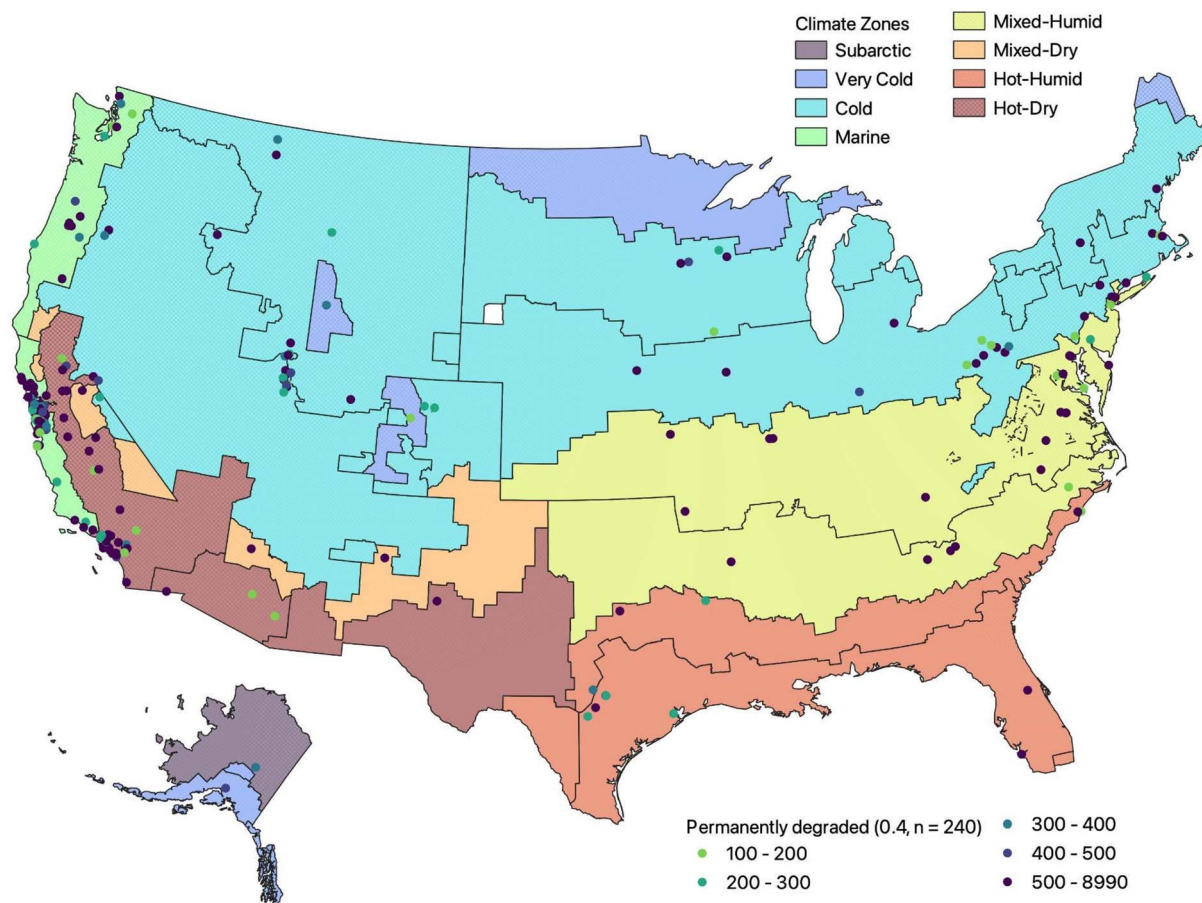 Climate Zones
Subarctic
Very Cold
Cold
Marine
Mixed-Humid
Mixed-Dry
Hot-Humid
Hot-Dry
Permanently degraded (0.4, n = 240)
100 - 200
200 - 300
300 - 400
400 - 500
500 - 8990